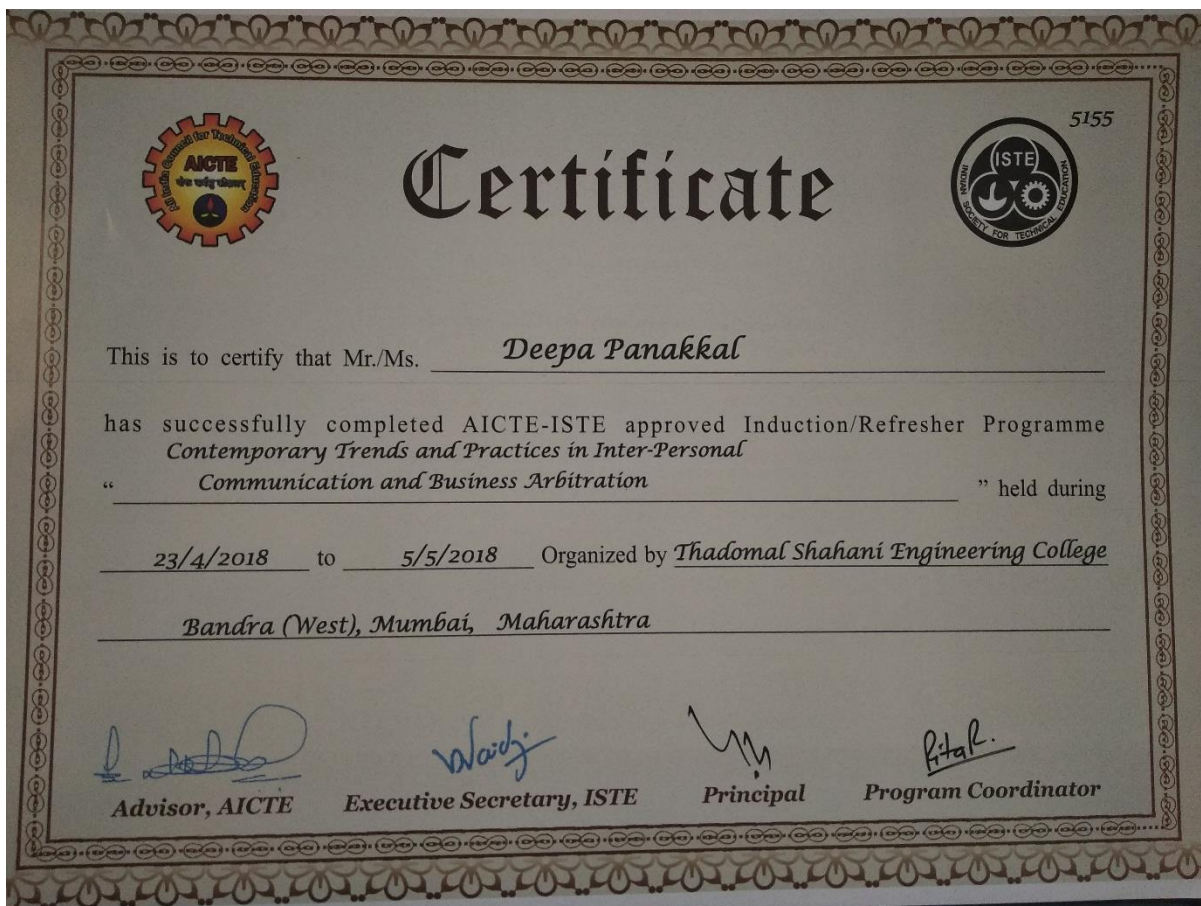 5155
All India Council for Technical Education
AICTE
ISTE
INDIAN SOCIETY FOR TECHNICAL EDUCATION
Certificate
This is to certify that Mr./Ms. Deepa Panakkal
has successfully completed AICTE-ISTE approved Induction/Refresher Programme
Contemporary Trends and Practices in Inter-Personal
“ Communication and Business Arbitration ” held during
23/4/2018 to 5/5/2018 Organized by Thadomal Shahani Engineering College
Bandra (West), Mumbai, Maharashtra
RitaR.
Advisor, AICTE Executive Secretary, ISTE Principal Program Coordinator